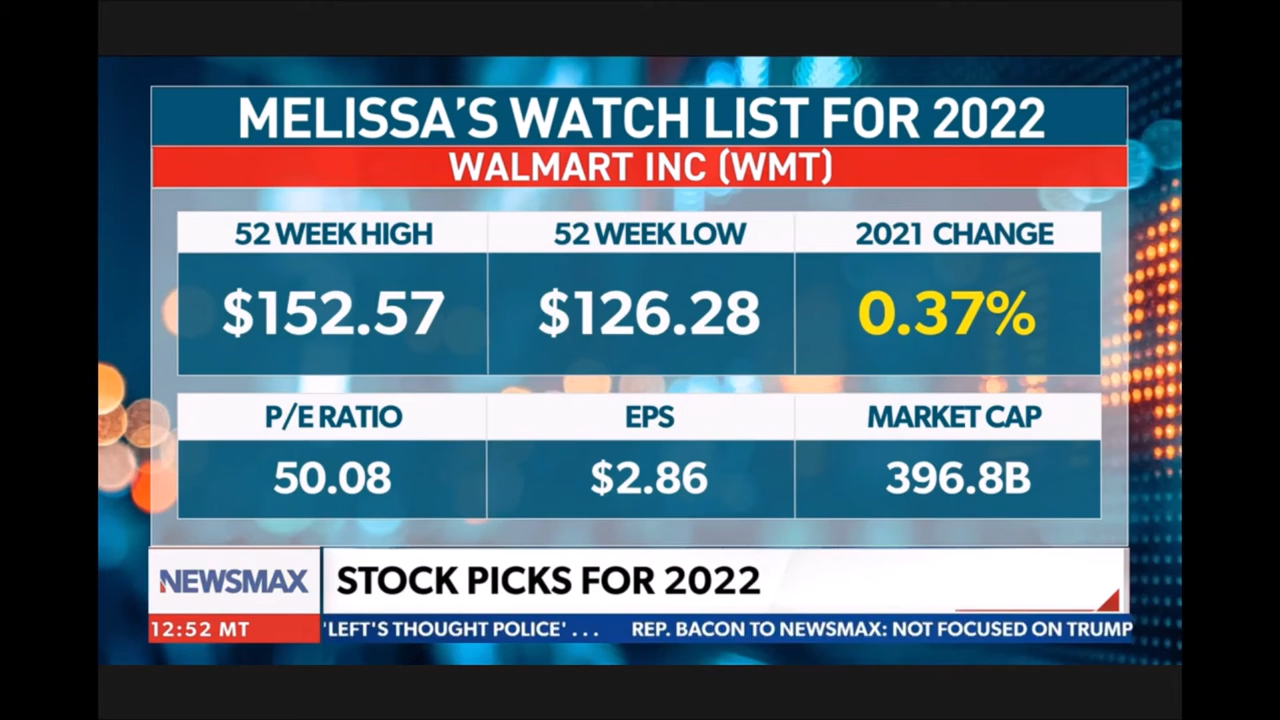 MELISSA'S WATCH LIST FOR 2022
WALMART INC (WMT)
52 WEEK HIGH 52 WEEK LOW 2021 CHANGE
$152.57 $126.28 0.37%
P/E RATIO EPS MARKET CAP
50.08 $2.86 396.8B
NEWSMAX STOCK PICKS FOR 2022
12:52 MT 'LEFT'S THOUGHT POLICE' . . . REP. BACON TO NEWSMAX: NOT FOCUSED ON TRUMP